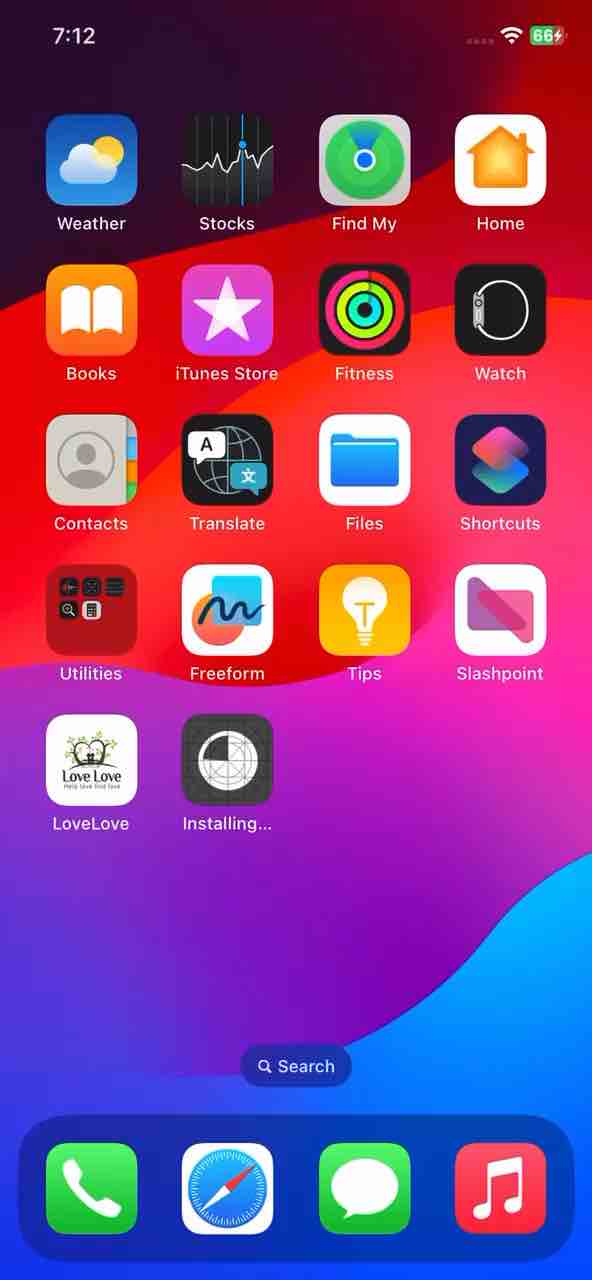 7:12
66
Weather
Stocks
Find My
Home
Books
iTunes Store
Fitness
Watch
A
文
Contacts
Translate
Files
Shortcuts
Utilities
Freeform
Tips
Slashpoint
Love Love
Help love find love
LoveLove
Installing...
Search